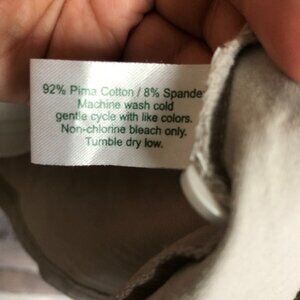 92% Pima Cotton / 8% Spandex
Machine wash cold
gentle cycle with like colors.
Non-chlorine bleach only.
Tumble dry low.